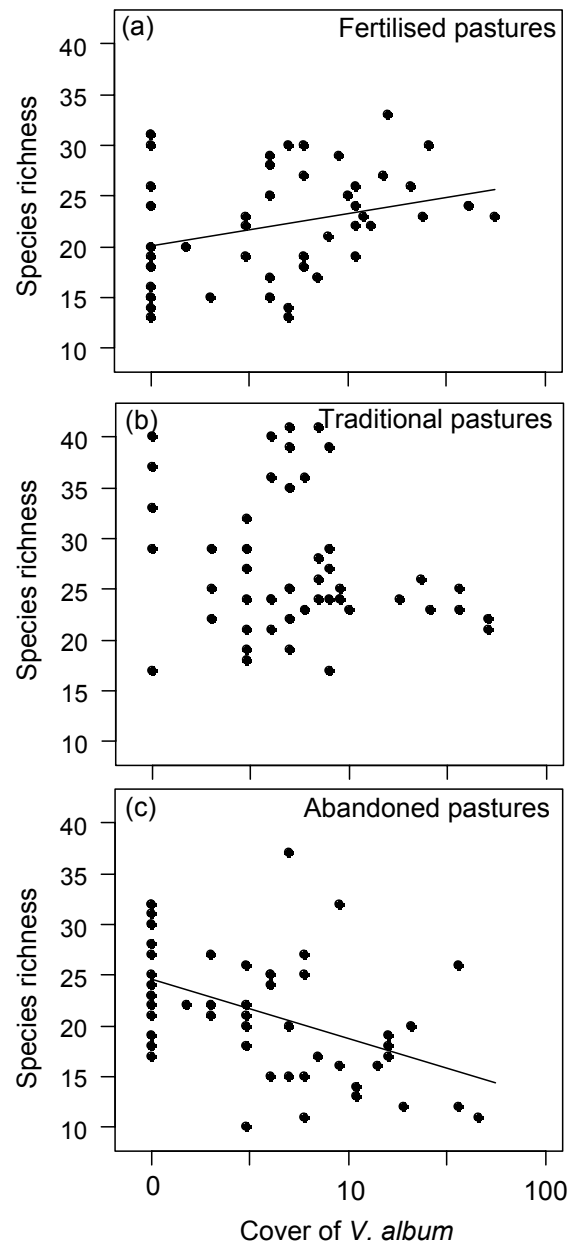 (a) Fertilised pastures
40
35
30
25
20
15
10
Species richness
(b) Traditional pastures
40
35
30
25
20
15
10
Species richness
(c) Abandoned pastures
40
35
30
25
20
15
10
Species richness
0 10 100
Cover of V. album